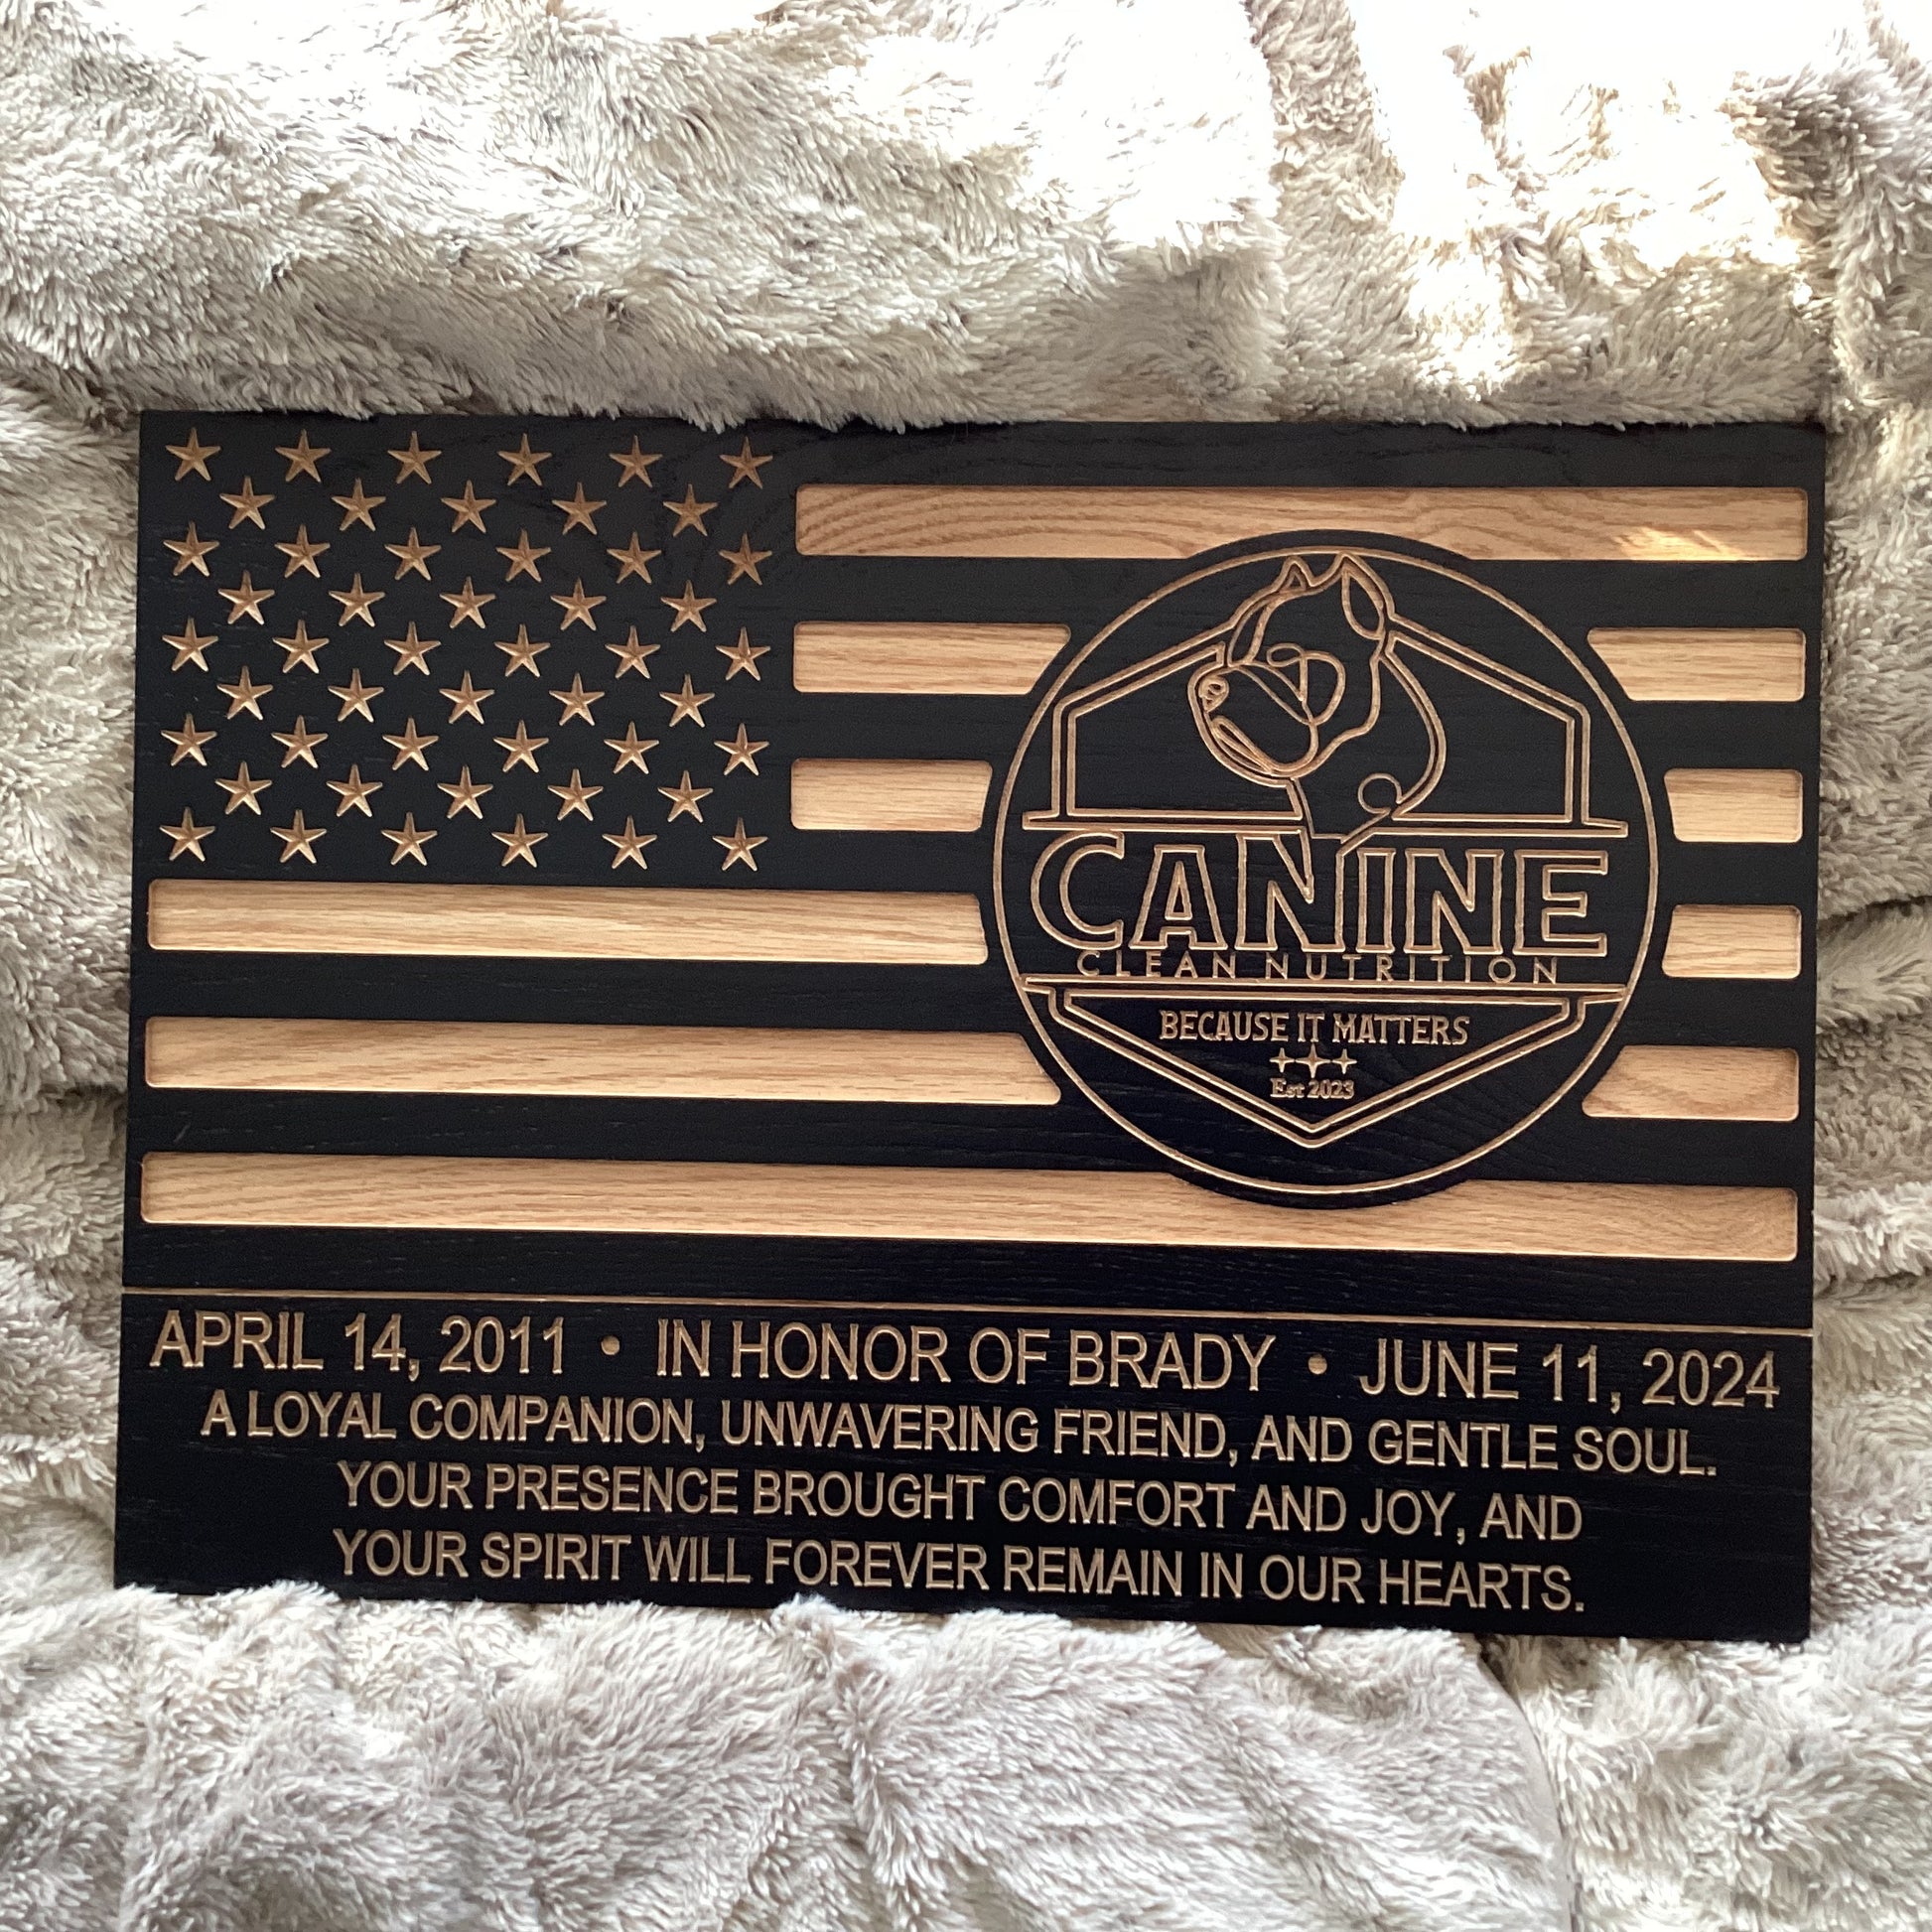 CANINE
CLEAN NUTRITION
BECAUSE IT MATTERS
Est 2023
APRIL 14, 2011 • IN HONOR OF BRADY • JUNE 11, 2024
A LOYAL COMPANION, UNWAVERING FRIEND, AND GENTLE SOUL.
YOUR PRESENCE BROUGHT COMFORT AND JOY, AND
YOUR SPIRIT WILL FOREVER REMAIN IN OUR HEARTS.